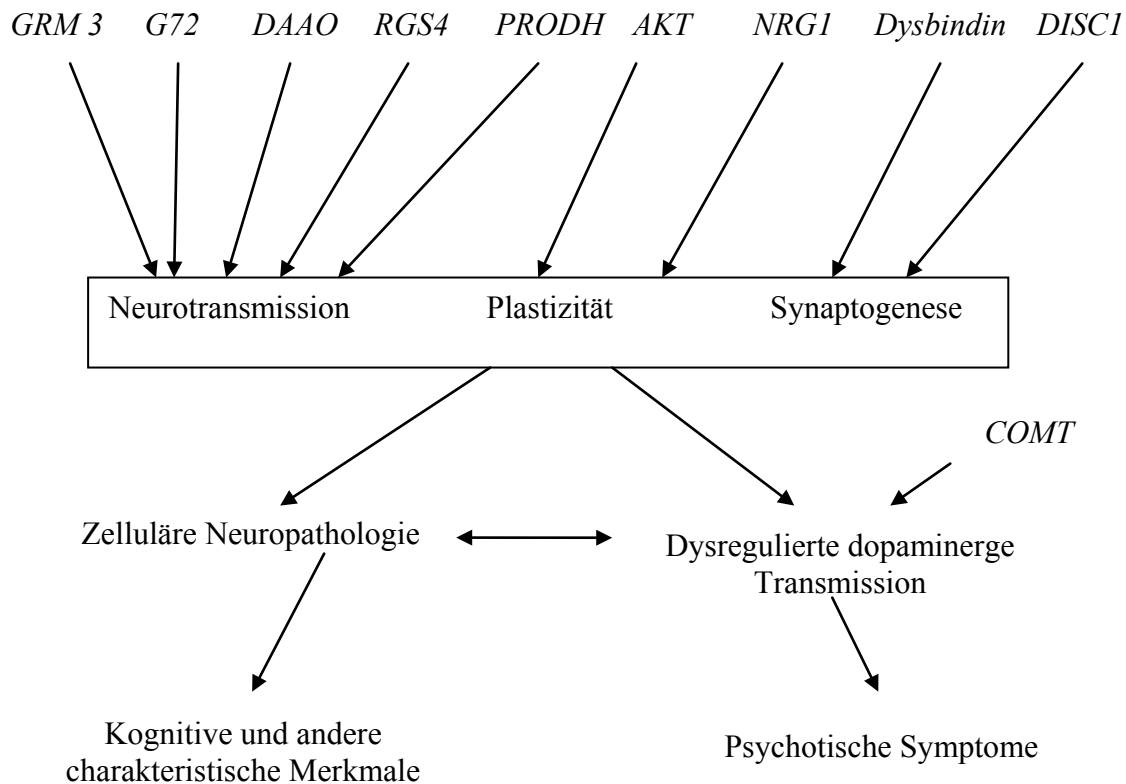 GRM 3 G72 DAAO RGS4 PRODH AKT NRG1 Dysbindin DISC1
Neurotransmission Plastizität Synaptogenese
COMT
Zelluläre Neuropathologie
Dysregulierte dopaminerge
Transmission
Kognitive und andere
charakteristische Merkmale
Psychotische Symptome